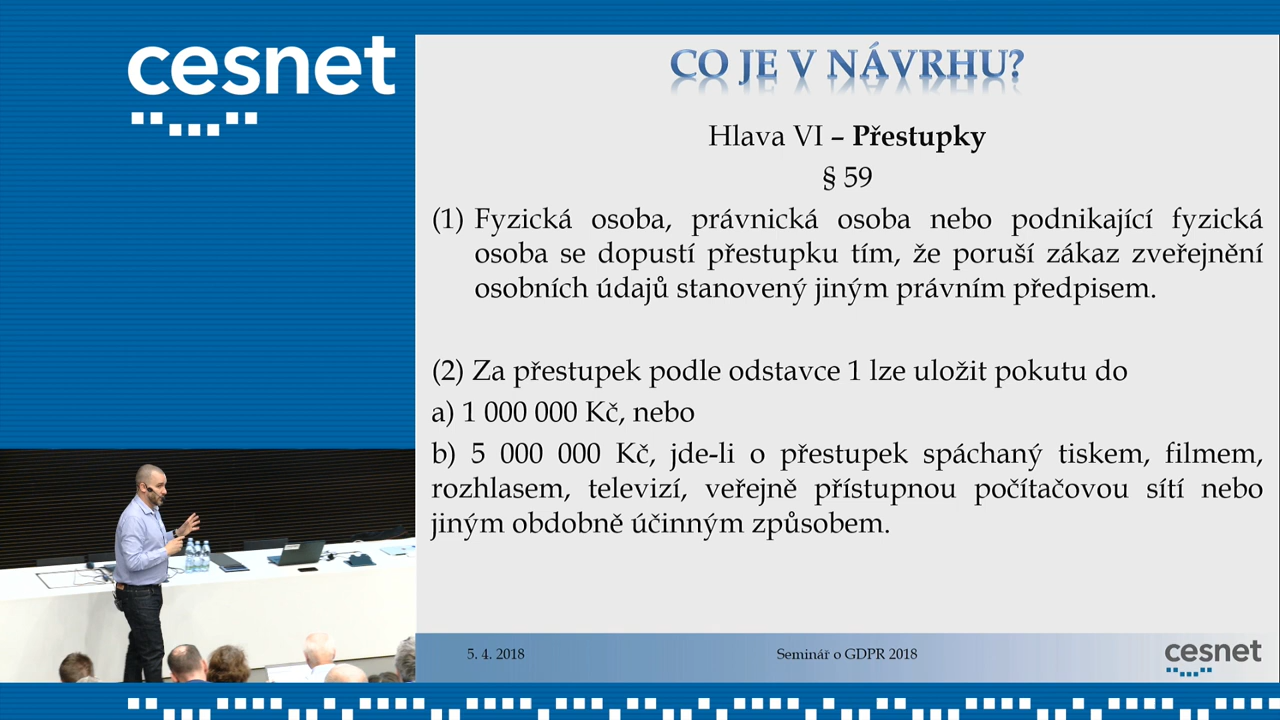 cesnet
CO JE V NÁVRHU?
Hlava VI – Přestupky
§ 59
(1) Fyzická osoba, právnická osoba nebo podnikající fyzická
osoba se dopustí přestupku tím, že poruší zákaz zveřejnění
osobních údajů stanovený jiným právním předpisem.
(2) Za přestupek podle odstavce 1 lze uložit pokutu do
a) 1 000 000 Kč, nebo
b) 5 000 000 Kč, jde-li o přestupek spáchaný tiskem, filmem,
rozhlasem, televizí, veřejně přístupnou počítačovou sítí nebo
jiným obdobně účinným způsobem.
5. 4. 2018
Seminář o GDPR 2018
cesnet